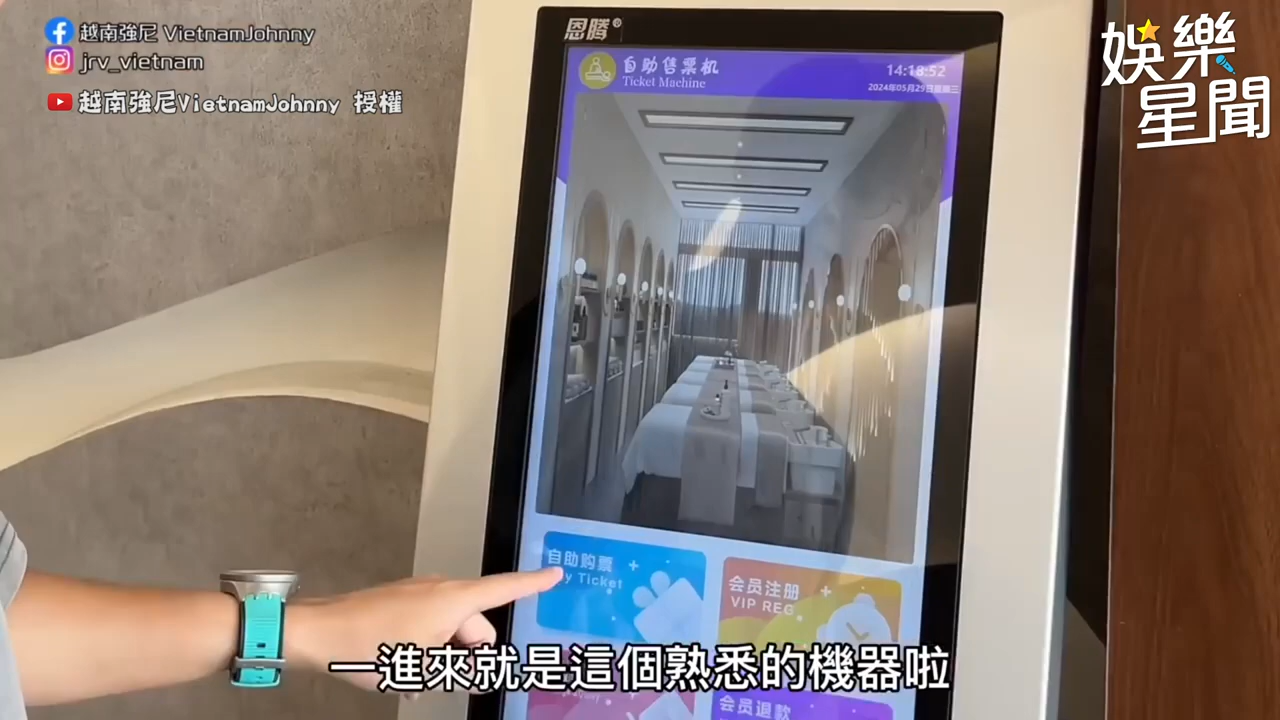 越南強尼 VietnamJohnny
jrv_vietnam
越南強尼VietnamJohnny 授權
娛樂
星聞
恩腾®
自助售票机
Ticket Machine
14:18:52
2024年05月29日星期三
自助购票
Ticket
会员注册
VIP REG
会员退款
一進來就是這個熟悉的機器啦